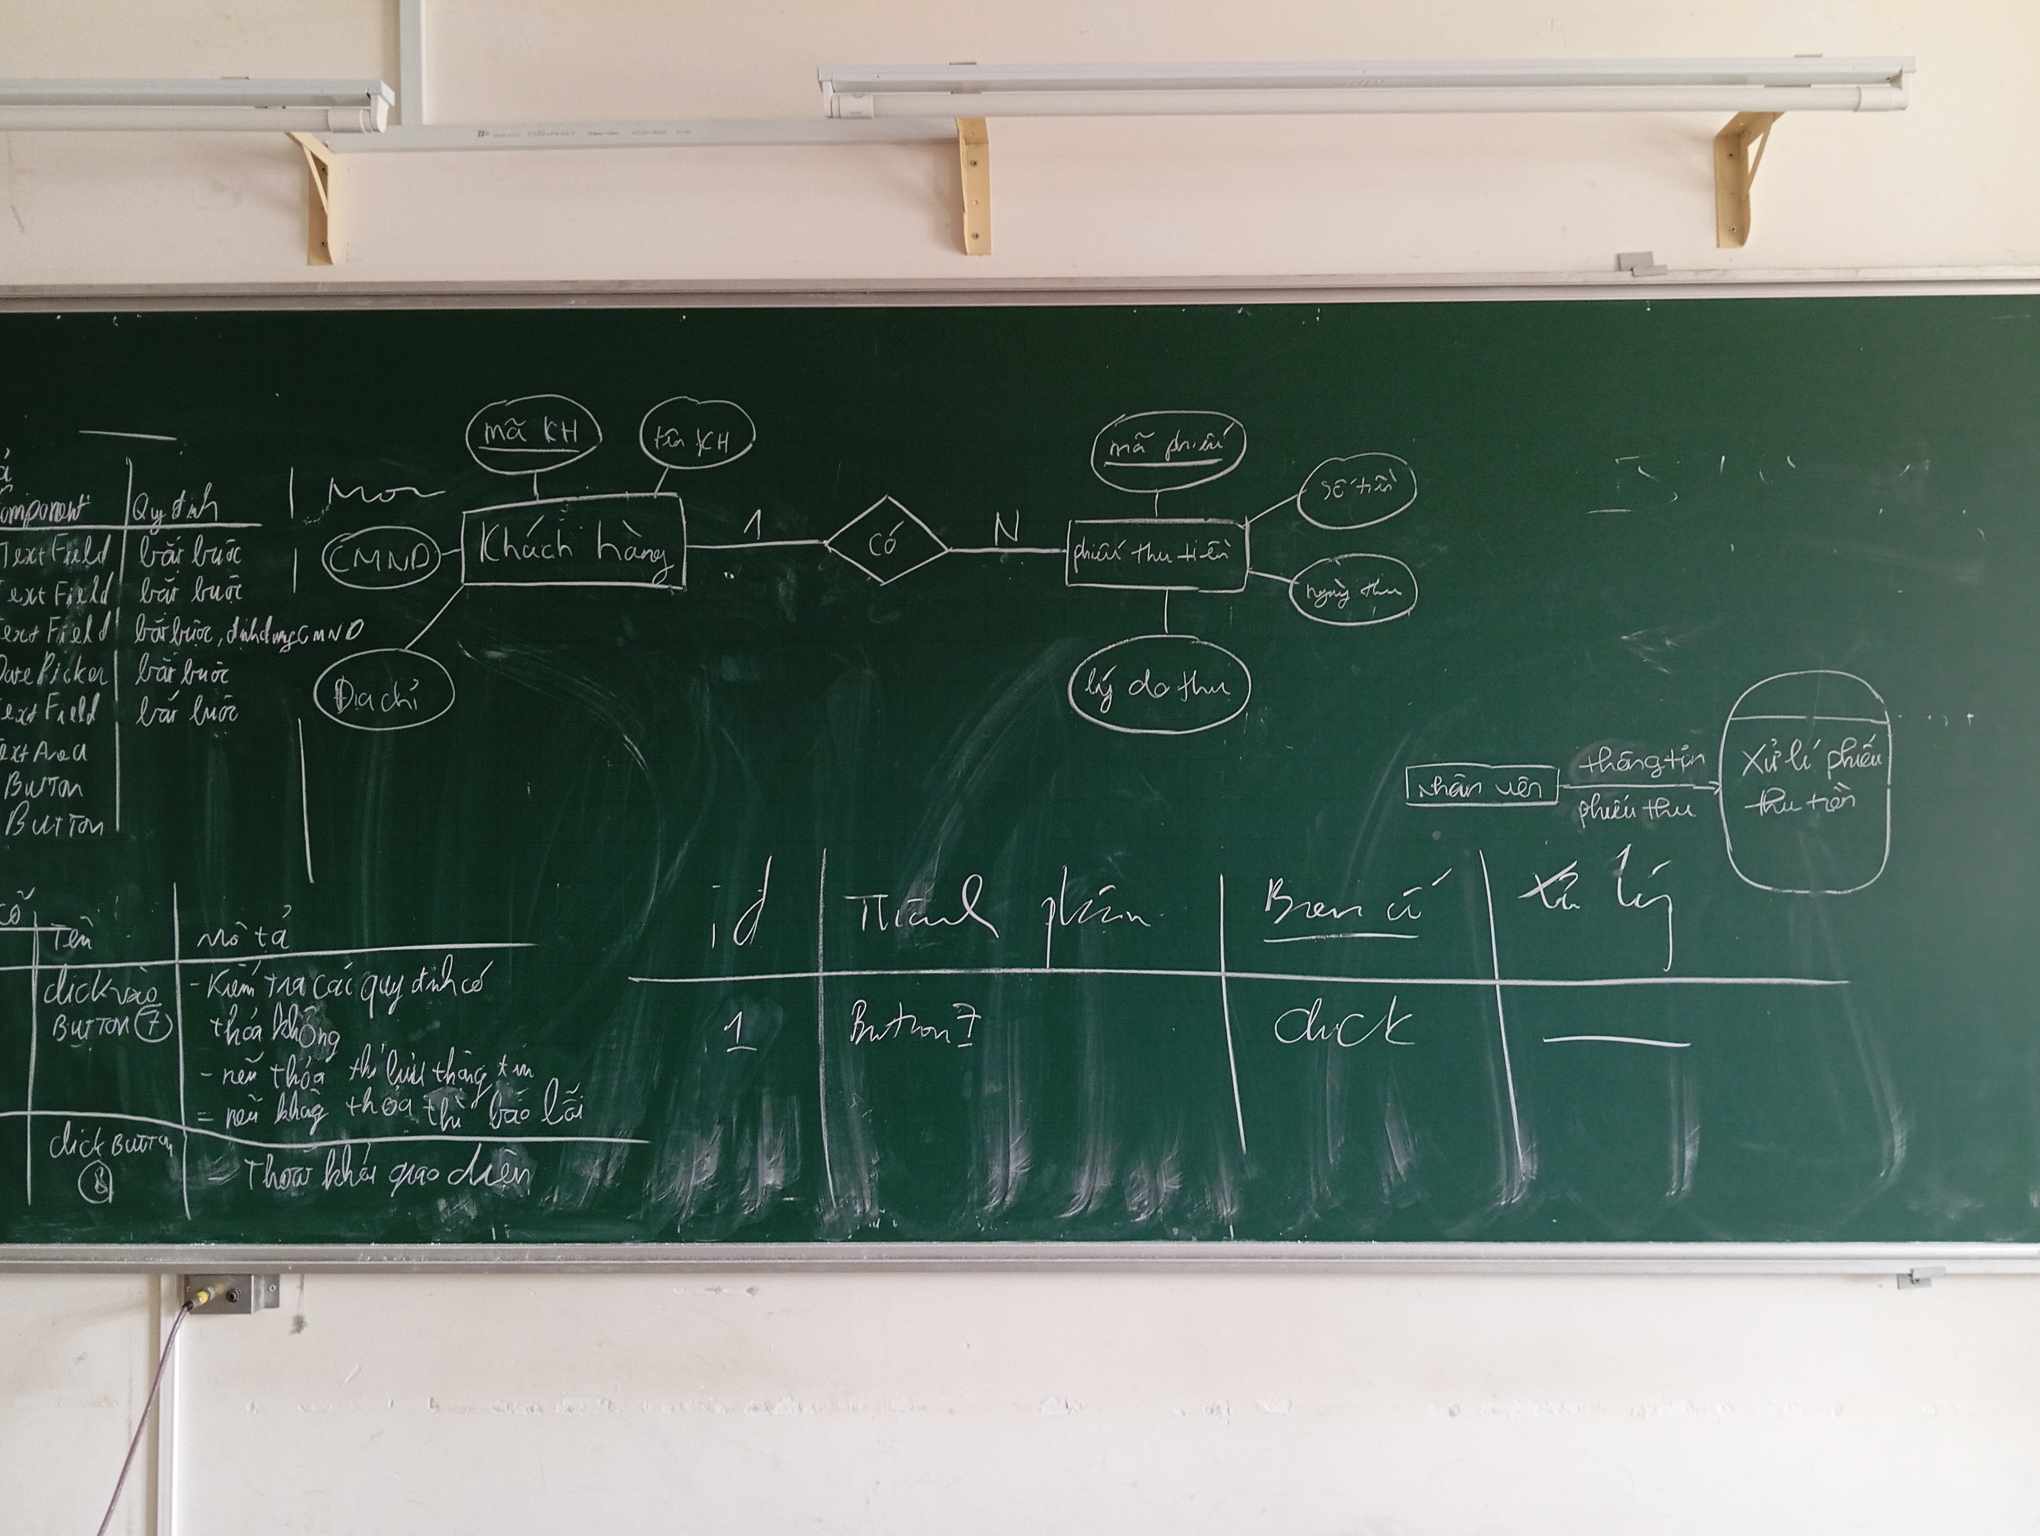 mã KH
tên KH
CMND
Khách hàng
Địa chỉ
1
có
N
mã phiếu
số tiền
phiếu thu tiền
ngày thu
lý do thu
Component Quy định
TextField bắt buộc
TextField bắt buộc
TextField bắt buộc, định dạng CMND
DatePicker bắt buộc
TextField bắt buộc
TextArea
BUTTON
BUTTON
nhân viên
thông tin
phiếu thu
Xử lí phiếu
thu tiền
Tên Mô tả
click vào
BUTTON 7
- Kiểm tra các quy định có
thỏa không
- nếu thỏa thì lưu thông tin
= nếu không thỏa thì báo lỗi
click BUTTON
8
- Thoát khỏi giao diện
id Thành phần Biến cố Xử lý
1 Button 7 click